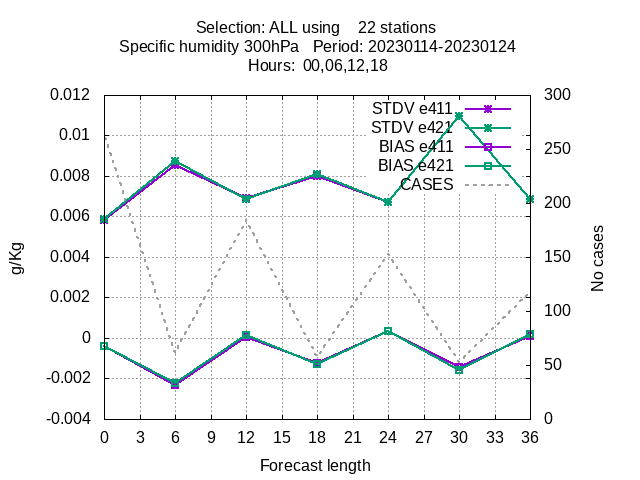 Selection: ALL using 22 stations
Specific humidity 300hPa Period: 20230114-20230124
Hours: 00,06,12,18
0.012
0.01
0.008
0.006
0.004
0.002
0
-0.002
-0.004
g/Kg
STDV e411
STDV e421
BIAS e411
BIAS e421
CASES
300
250
200
150
100
50
0
No cases
0 3 6 9 12 15 18 21 24 27 30 33 36
Forecast length